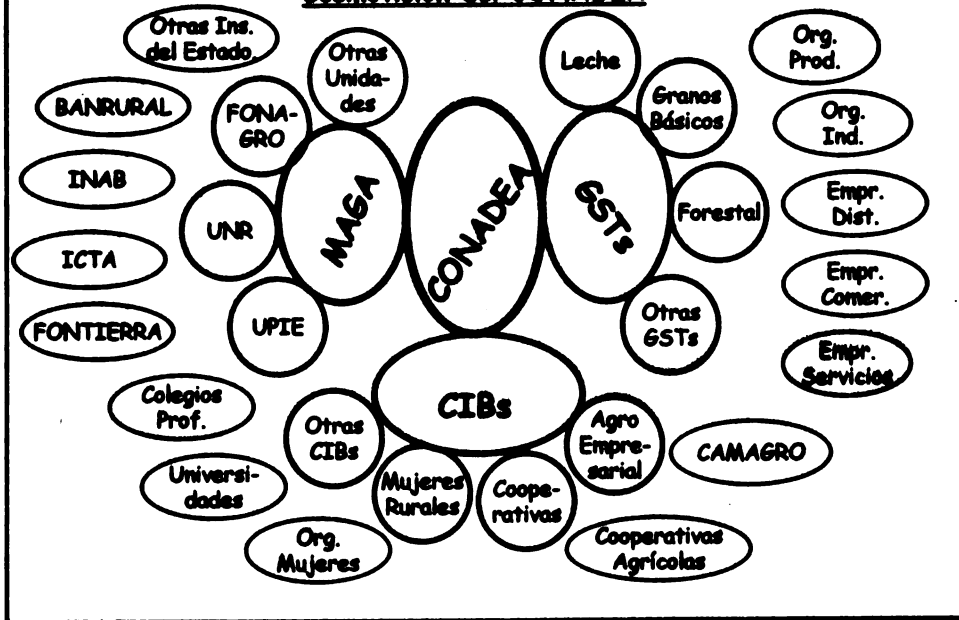 Otras Ins.
del Estado.
Otras
Unida-
des
BANRURAL
FONA-
GRO
INAB
UNR
MAGA
ICTA
UPIE
FONTIERRA
CONADEA
Leche
Granos
Básicos
GSTs
Forestal
Otras
GSTs
Org.
Prod.
Org.
Ind.
Empr.
Dist.
Empr.
Comer.
Empr.
Servicios
CIBs
Colegios
Prof.
Otras
CIBs
Universi-
dades
Mujeres
Rurales
Org.
Mujeres
Coope-
rativas
Agro
Empre-
sarial
CAMAGRO
Cooperativas
Agrícolas